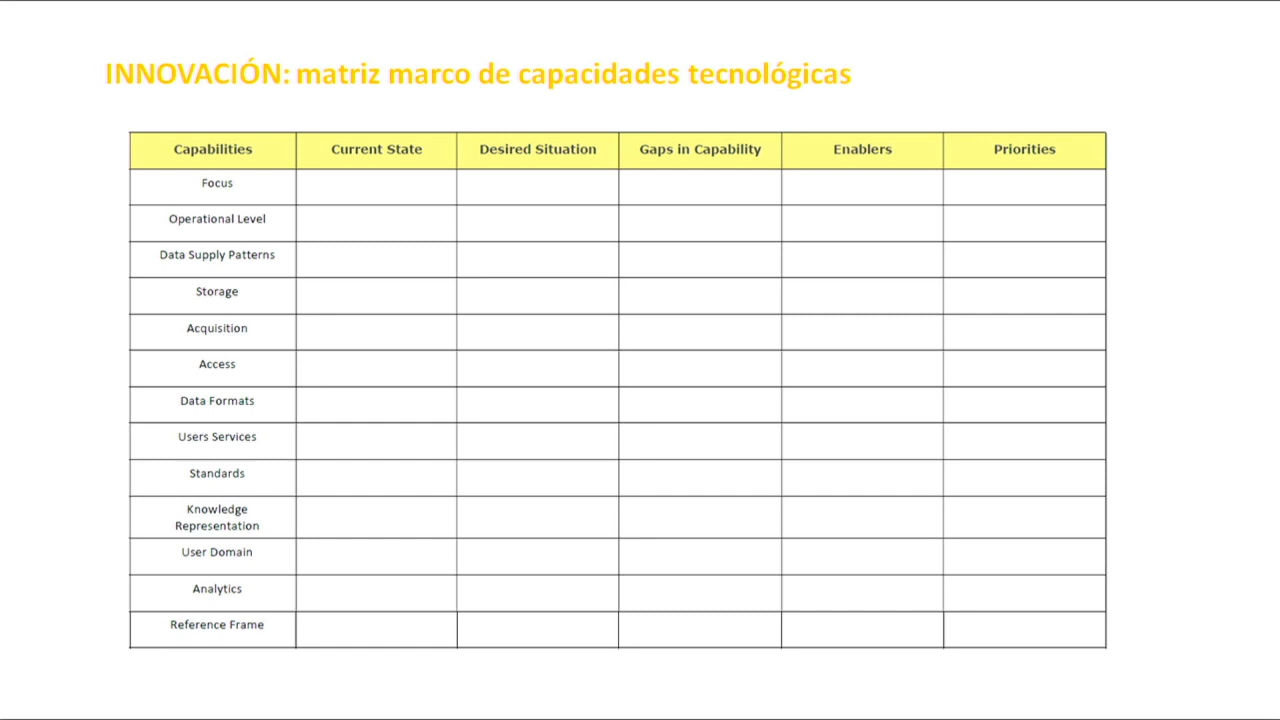 INNOVACIÓN: matriz marco de capacidades tecnológicas
Capabilities Current State Desired Situation Gaps in Capability Enablers Priorities
Focus
Operational Level
Data Supply Patterns
Storage
Acquisition
Access
Data Formats
Users Services
Standards
Knowledge
Representation
User Domain
Analytics
Reference Frame